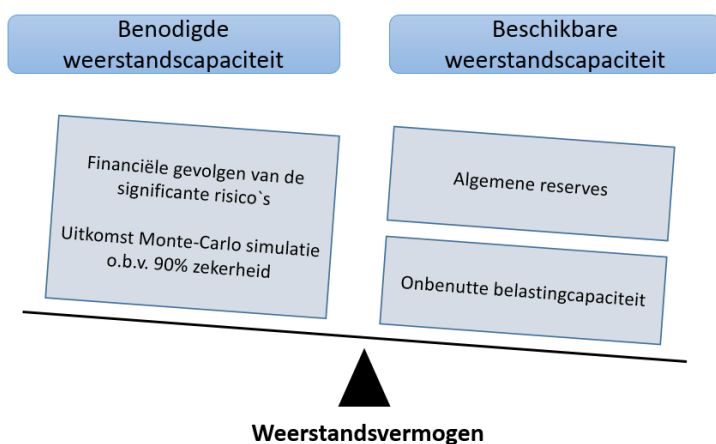 Benodigde
weerstandscapaciteit
Beschikbare
weerstandscapaciteit
Financiële gevolgen van de
significante risico`s
Uitkomst Monte-Carlo simulatie
o.b.v. 90% zekerheid
Algemene reserves
Onbenutte belastingcapaciteit
Weerstandsvermogen